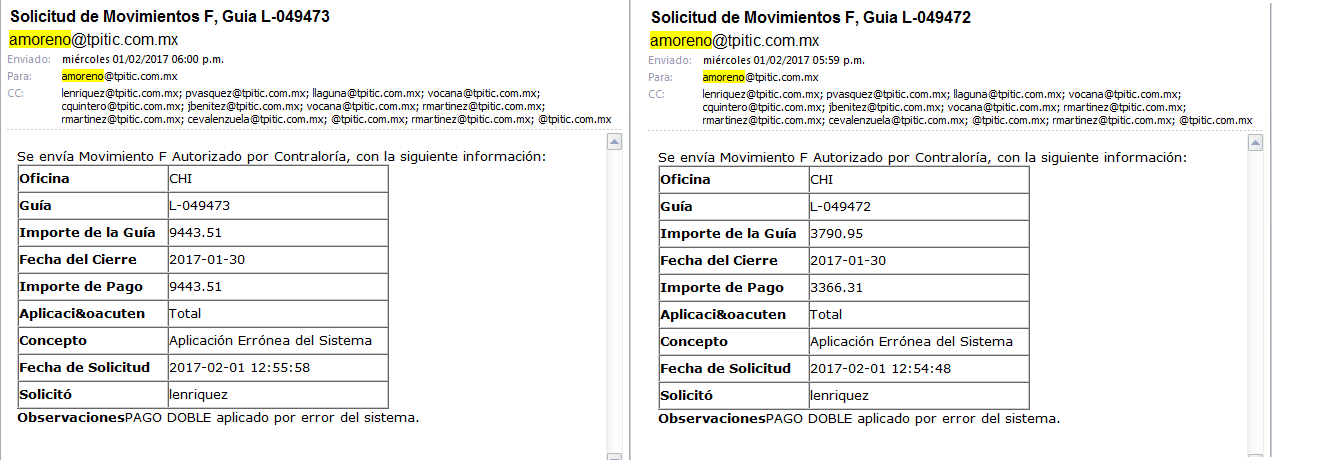 Solicitud de Movimientos F, Guia L-049473
amoreno@tpitic.com.mx
Enviado: miércoles 01/02/2017 06:00 p.m.
Para: amoreno@tpitic.com.mx
CC: lenriquez@tpitic.com.mx; pvasquez@tpitic.com.mx; llaguna@tpitic.com.mx; vocana@tpitic.com.mx;
cquintero@tpitic.com.mx; jbenitez@tpitic.com.mx; vocana@tpitic.com.mx; rmartinez@tpitic.com.mx;
rmartinez@tpitic.com.mx; cevalenzuela@tpitic.com.mx; @tpitic.com.mx; rmartinez@tpitic.com.mx; @tpitic.com.mx
Se envía Movimiento F Autorizado por Contraloría, con la siguiente información:
Oficina CHI
Guía L-049473
Importe de la Guía 9443.51
Fecha del Cierre 2017-01-30
Importe de Pago 9443.51
Aplicaci&oacuten Total
Concepto Aplicación Errónea del Sistema
Fecha de Solicitud 2017-02-01 12:55:58
Solicitó lenriquez
ObservacionesPAGO DOBLE aplicado por error del sistema.
Solicitud de Movimientos F, Guia L-049472
amoreno@tpitic.com.mx
Enviado: miércoles 01/02/2017 05:59 p.m.
Para: amoreno@tpitic.com.mx
CC: lenriquez@tpitic.com.mx; pvasquez@tpitic.com.mx; llaguna@tpitic.com.mx; vocana@tpitic.com.mx;
cquintero@tpitic.com.mx; jbenitez@tpitic.com.mx; vocana@tpitic.com.mx; rmartinez@tpitic.com.mx;
rmartinez@tpitic.com.mx; cevalenzuela@tpitic.com.mx; @tpitic.com.mx; rmartinez@tpitic.com.mx; @tpitic.com.mx
Se envía Movimiento F Autorizado por Contraloría, con la siguiente información:
Oficina CHI
Guía L-049472
Importe de la Guía 3790.95
Fecha del Cierre 2017-01-30
Importe de Pago 3366.31
Aplicaci&oacuten Total
Concepto Aplicación Errónea del Sistema
Fecha de Solicitud 2017-02-01 12:54:48
Solicitó lenriquez
ObservacionesPAGO DOBLE aplicado por error del sistema.